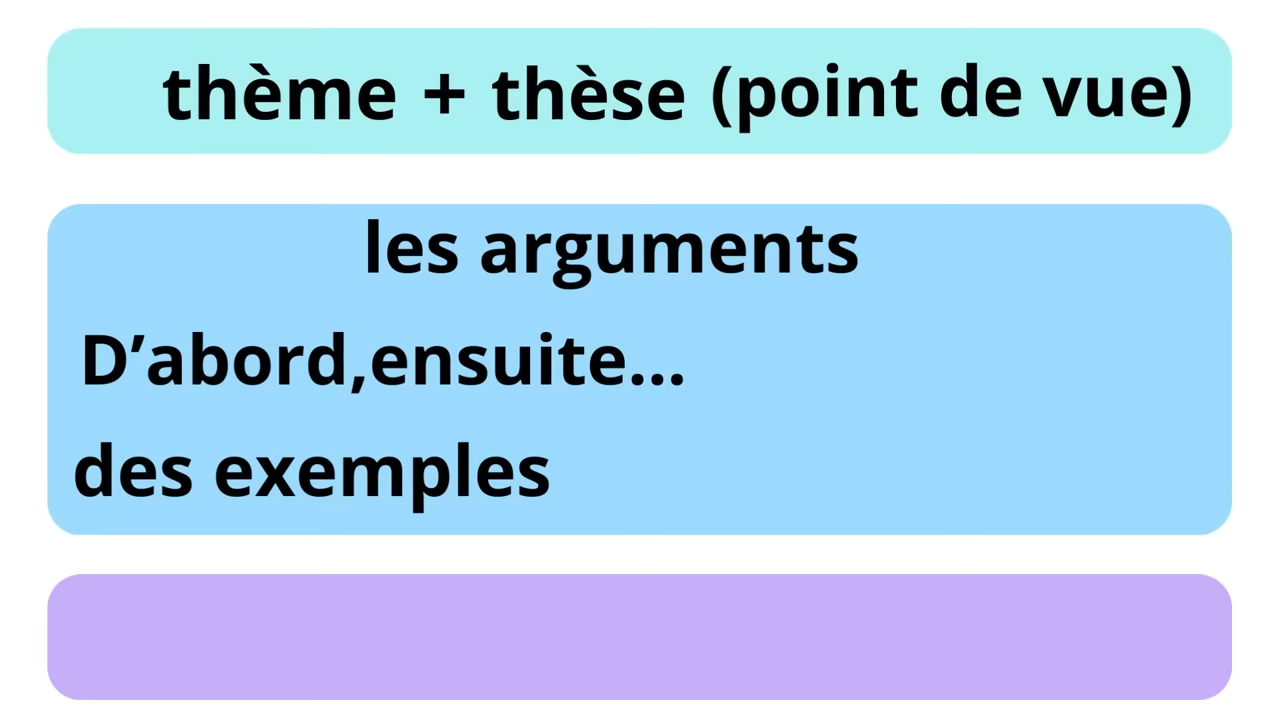 thème + thèse (point de vue)
les arguments
D’abord,ensuite...
des exemples